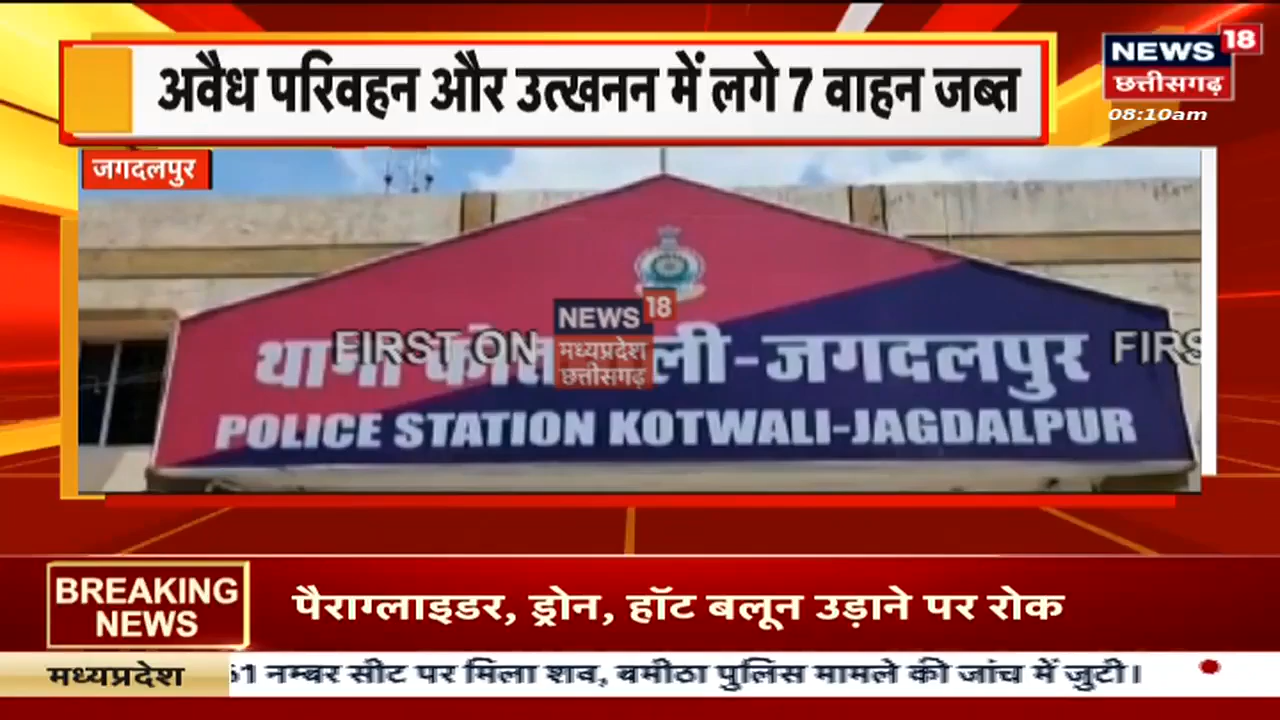 अवैध परिवहन और उत्खनन में लगे 7 वाहन जब्त
NEWS 18
छत्तीसगढ़
08:10am
जगदलपुर
FIRST ON
NEWS 18
मध्यप्रदेश
छत्तीसगढ़
FIRS
थाना कोतवाली-जगदलपुर
POLICE STATION KOTWALI-JAGDALPUR
BREAKING
NEWS
पैराग्लाइडर, ड्रोन, हॉट बलून उड़ाने पर रोक
मध्यप्रदेश
61 नम्बर सीट पर मिला शव, बमीठा पुलिस मामले की जांच में जुटी।